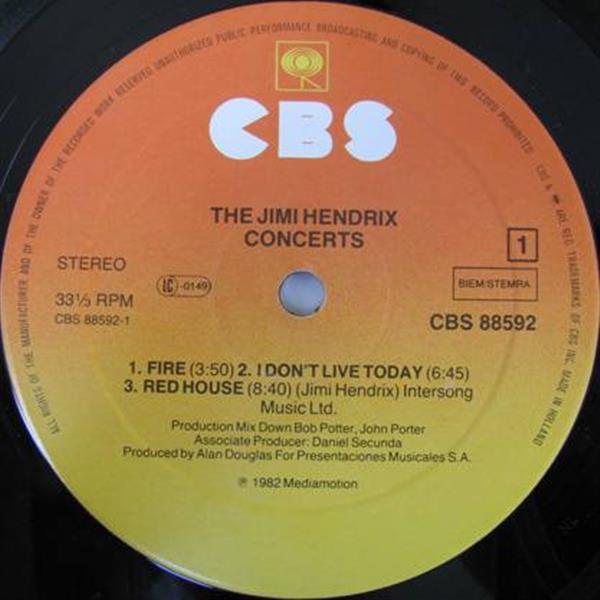 ALL RIGHTS OF THE MANUFACTURER AND OF THE OWNER OF THE RECORDED WORK RESERVED UNAUTHORIZED PUBLIC PERFORMANCE BROADCASTING AND COPYING OF THIS RECORD PROHIBITED
CBS & ARE REG. TRADEMARKS OF CBS INC. MADE IN HOLLAND
CBS
THE JIMI HENDRIX
CONCERTS
1
STEREO
LC -0149
BIEM/STEMRA
33⅓ RPM
CBS 88592-1
CBS 88592
1. FIRE (3:50) 2. I DON'T LIVE TODAY (6:45)
3. RED HOUSE (8:40) (Jimi Hendrix) Intersong
Music Ltd.
Production Mix Down Bob Potter, John Porter
Associate Producer: Daniel Secunda
Produced by Alan Douglas For Presentaciones Musicales S.A.
℗ 1982 Mediamotion